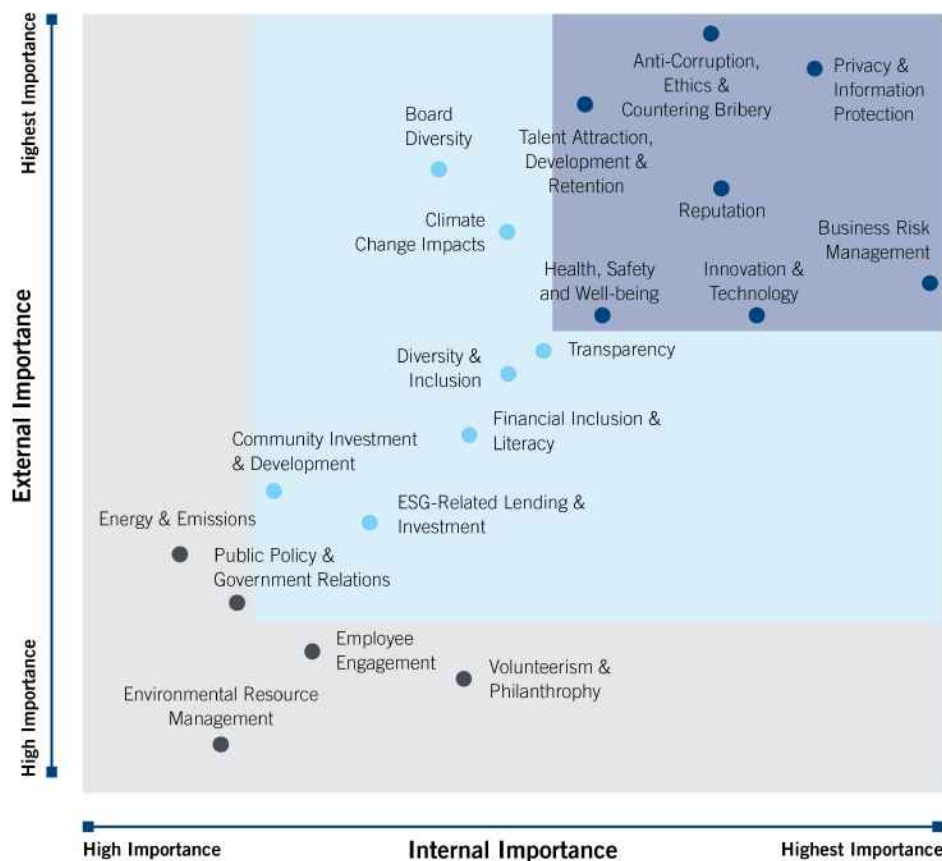 Highest Importance
External Importance
High Importance
Anti-Corruption,
Ethics &
Countering Bribery
Privacy &
Information
Protection
Board
Diversity
Talent Attraction,
Development &
Retention
Reputation
Climate
Change Impacts
Business Risk
Management
Health, Safety
and Well-being
Innovation &
Technology
Transparency
Diversity &
Inclusion
Financial Inclusion &
Literacy
Community Investment
& Development
ESG-Related Lending &
Investment
Energy & Emissions
Public Policy &
Government Relations
Employee
Engagement
Volunteerism &
Philanthropy
Environmental Resource
Management
High Importance
Internal Importance
Highest Importance